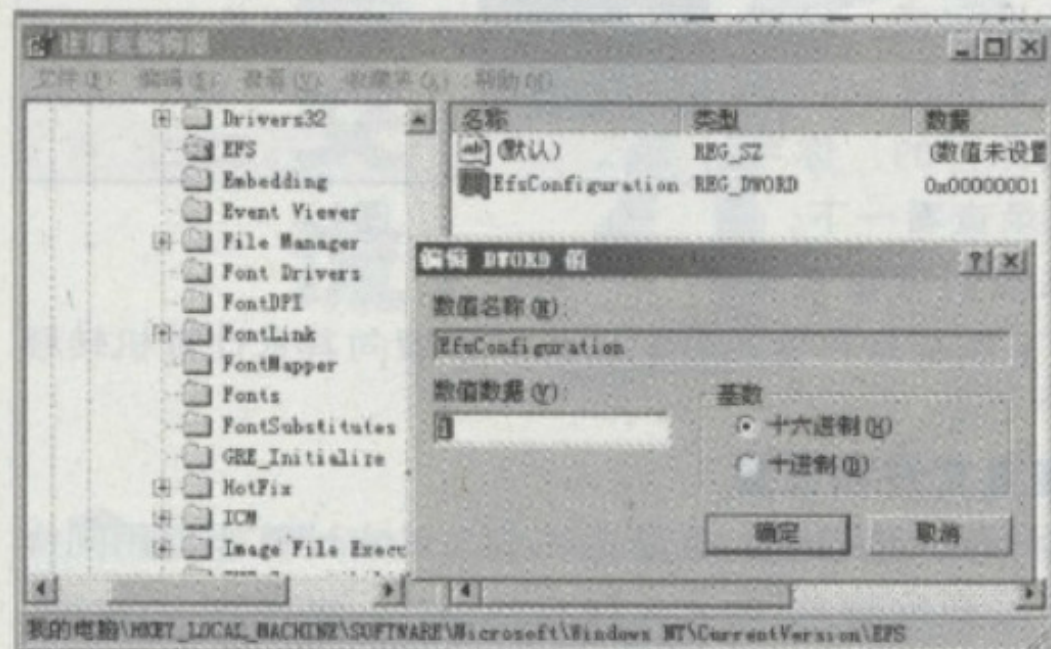 注册表编辑器
文件(F) 编辑(E) 查看(V) 收藏夹(A) 帮助(H)
Drivers32
EFS
Embedding
Event Viewer
File Manager
Font Drivers
FontDPI
FontLink
FontMapper
Fonts
FontSubstitutes
GRE_Initialize
HotFix
ICM
Image File Execu
名称 类型 数据
(默认) REG_SZ (数值未设置
EfsConfiguration REG_DWORD 0x00000001
编辑 DWORD 值
数值名称(N):
EfsConfiguration
数值数据(V):
1
基数
十六进制(H)
十进制(D)
确定 取消
我的电脑\HKEY_LOCAL_MACHINE\SOFTWARE\Microsoft\Windows NT\CurrentVersion\EFS